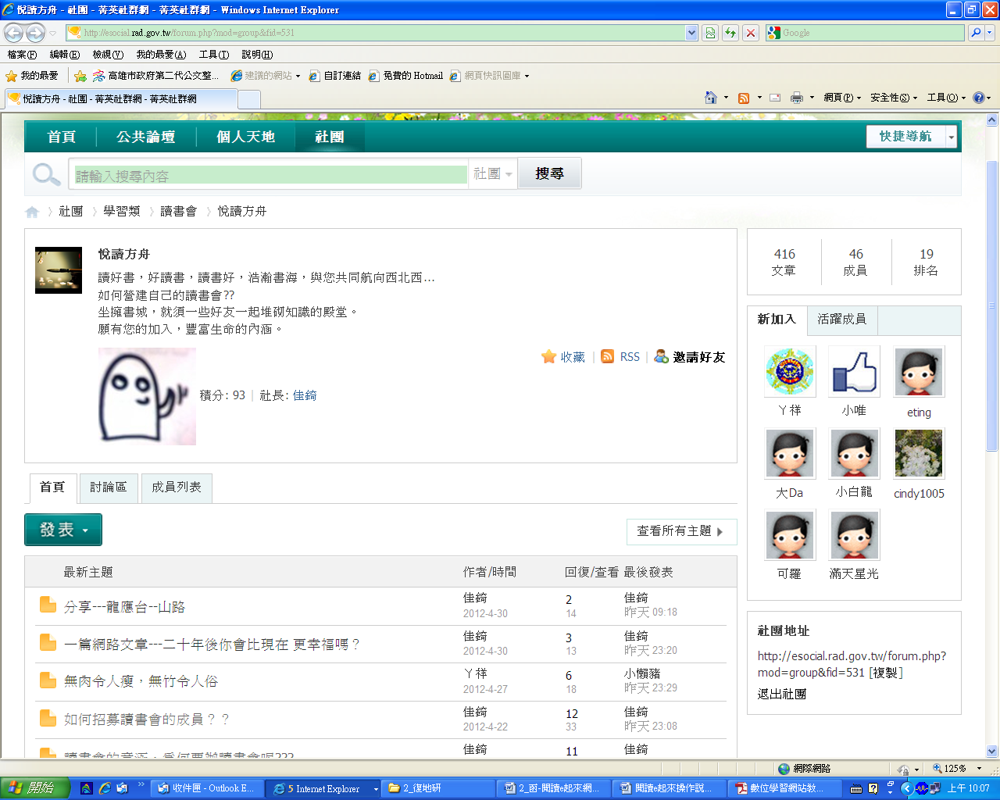 悅讀方舟 - 社團 - 菁英社群網 - 菁英社群網 - Windows Internet Explorer
http://esocial.rad.gov.tw/forum.php?mod=group&fid=531
Google
檔案(F) 編輯(E) 檢視(V) 我的最愛(A) 工具(T) 說明(H)
我的最愛 高雄市政府第二代公文整... 建議的網站 自訂連結 免費的 Hotmail 網頁快訊圖庫
悅讀方舟 - 社團 - 菁英社群網 - 菁英社群網
網頁(P) 安全性(S) 工具(O)
首頁 公共論壇 個人天地 社團 快捷導航
請輸入搜尋內容 社團 搜尋
社團 學習類 讀書會 悅讀方舟
悅讀方舟
讀好書，好讀書，讀書好，浩瀚書海，與您共同航向西北西...
如何營建自己的讀書會??
坐擁書城，就須一些好友一起堆砌知識的殿堂。
願有您的加入，豐富生命的內涵。
收藏 | RSS | 邀請好友
積分: 93 | 社長: 佳錡
416 46 19
文章 成員 排名
新加入 活躍成員
丫祥 小唯 eting
大Da 小白龍 cindy1005
可羅 滿天星光
社團地址
http://esocial.rad.gov.tw/forum.php?
mod=group&fid=531 [複製]
退出社團
首頁 討論區 成員列表
發表 查看所有主題
最新主題 作者/時間 回復/查看 最後發表
分享---龍應台--山路 佳錡 2 佳錡
2012-4-30 14 昨天 09:18
一篇網路文章---二十年後你會比現在 更幸福嗎？ 佳錡 3 佳錡
2012-4-30 13 昨天 23:20
無肉令人瘦，無竹令人俗 丫祥 6 小懶豬
2012-4-27 18 昨天 23:29
如何招募讀書會的成員？？ 佳錡 12 佳錡
2012-4-22 33 昨天 23:08
讀書會的意涵，為何要辦讀書會呢??? 佳錡 11 佳錡
網際網路 125%
開始 收件匣 - Outlook E... 5 Internet Explorer 2_復地研 2_函-閱讀e起來網... 閱讀e起來操作說... 數位學習網站教... 上午 10:07